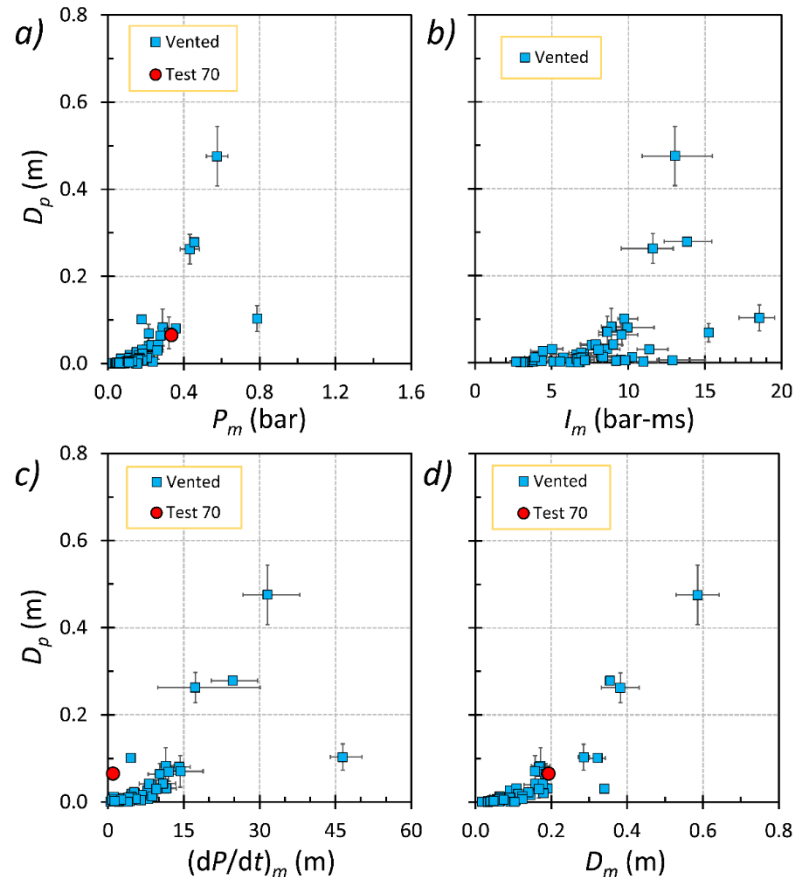 a)
Vented
Test 70
D_p (m)
0.8
0.6
0.4
0.2
0.0
0.0 0.4 0.8 1.2 1.6
P_m (bar)
b)
Vented
0 5 10 15 20
I_m (bar-ms)
c)
Vented
Test 70
D_p (m)
0.8
0.6
0.4
0.2
0.0
0 15 30 45 60
(dP/dt)_m (m)
d)
Vented
Test 70
0.0 0.2 0.4 0.6 0.8
D_m (m)